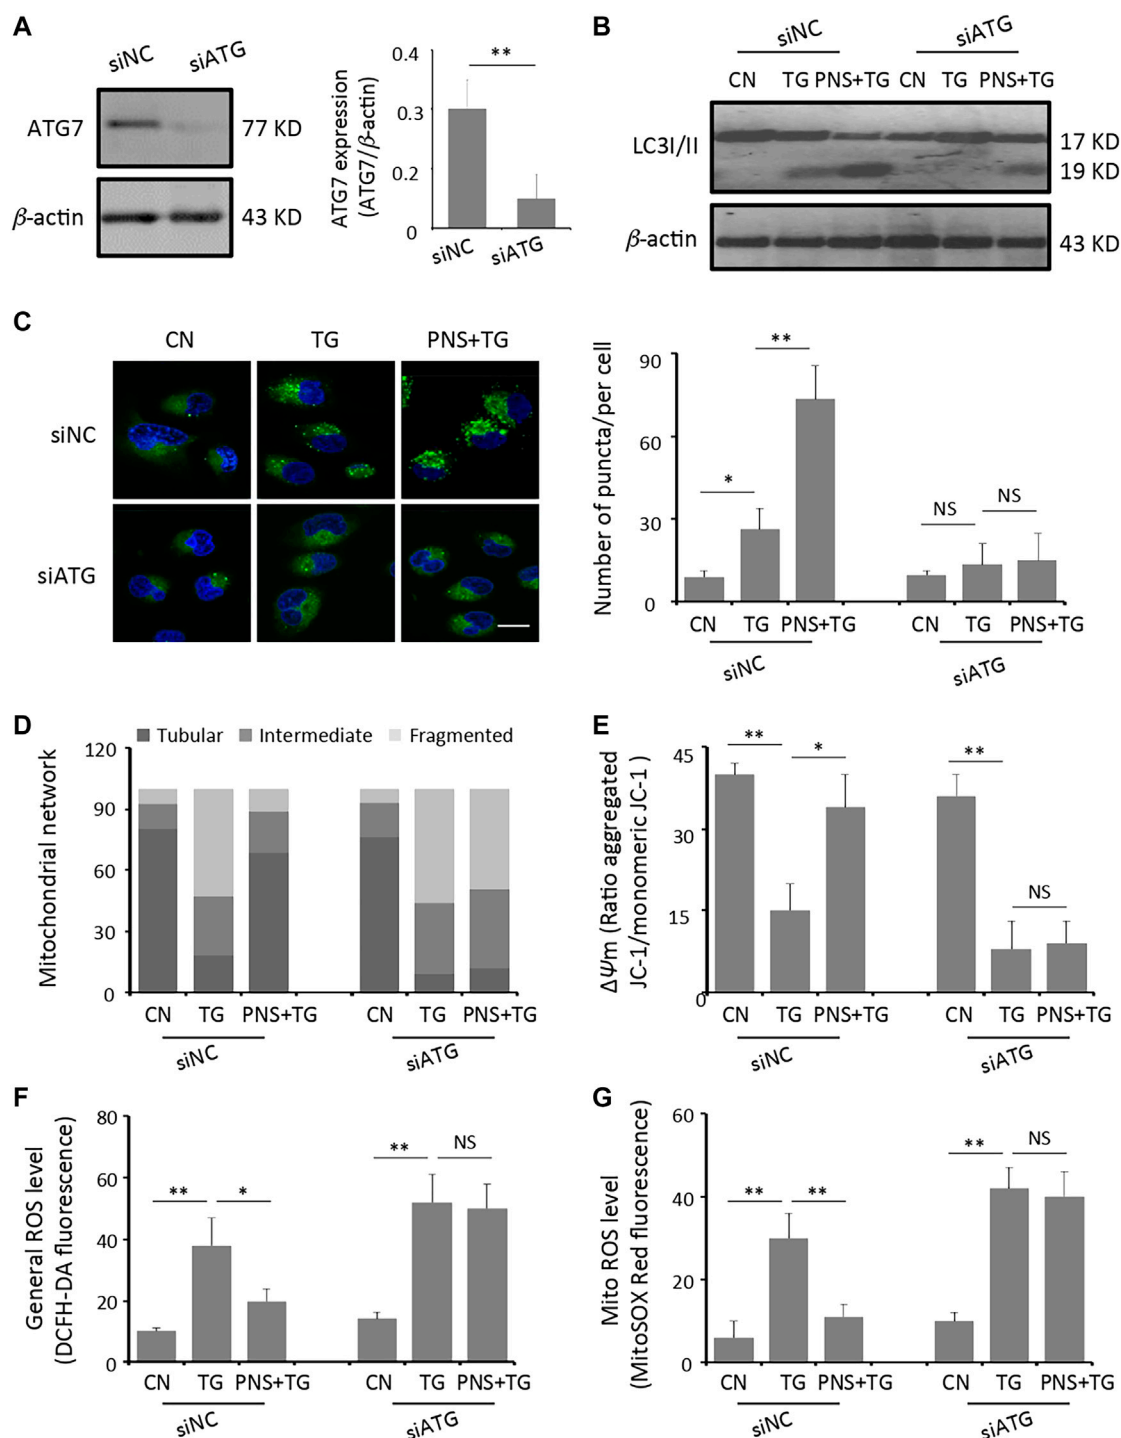 A
siNC siATG
ATG7
77 KD
β-actin
43 KD
ATG7 expression
(ATG7/β-actin)
0.4
0.3
0.2
0
**
siNC siATG
B
siNC siATG
CN TG PNS+TG CN TG PNS+TG
LC3I/II
17 KD
19 KD
β-actin
43 KD
C
CN TG PNS+TG
siNC
siATG
Number of puncta/per cell
90
60
30
0
*
**
NS NS
CN TG PNS+TG CN TG PNS+TG
siNC siATG
D
Tubular Intermediate Fragmented
Mitochondrial network
120
90
60
30
0
CN TG PNS+TG CN TG PNS+TG
siNC siATG
E
ΔΨm (Ratio aggregated
JC-1/monomeric JC-1 )
45
30
15
0
** * **
NS
CN TG PNS+TG CN TG PNS+TG
siNC siATG
F
General ROS level
(DCFH-DA fluorescence)
80
60
40
20
0
** * ** NS
CN TG PNS+TG CN TG PNS+TG
siNC siATG
G
Mito ROS level
(MitoSOX Red fluorescence)
60
40
20
0
** ** ** NS
CN TG PNS+TG CN TG PNS+TG
siNC siATG